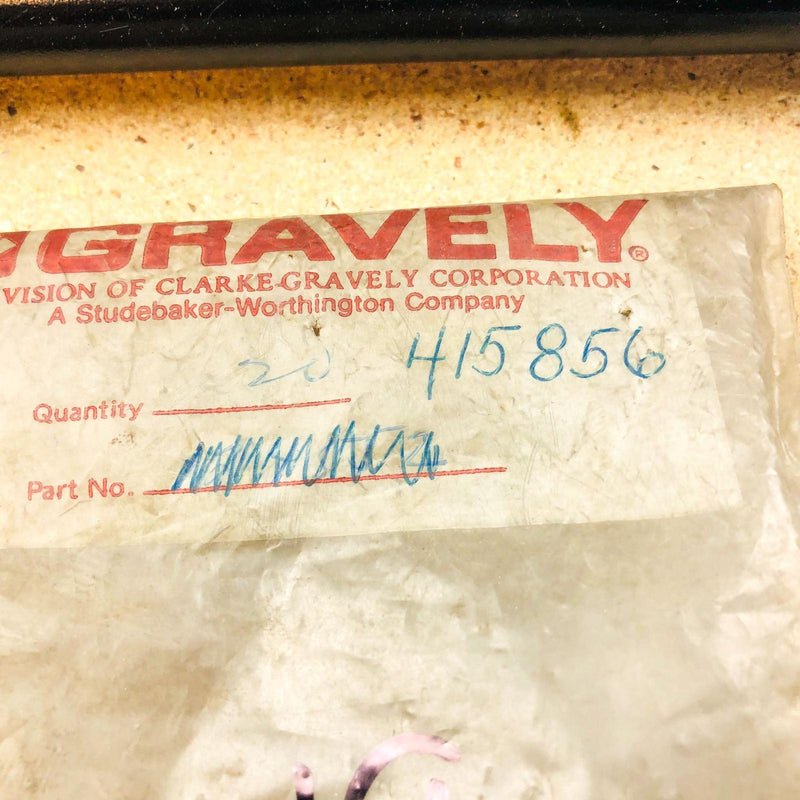 GRAVELY®
VISION OF CLARKE-GRAVELY CORPORATION
A Studebaker-Worthington Company
20 415856
Quantity
Part No.